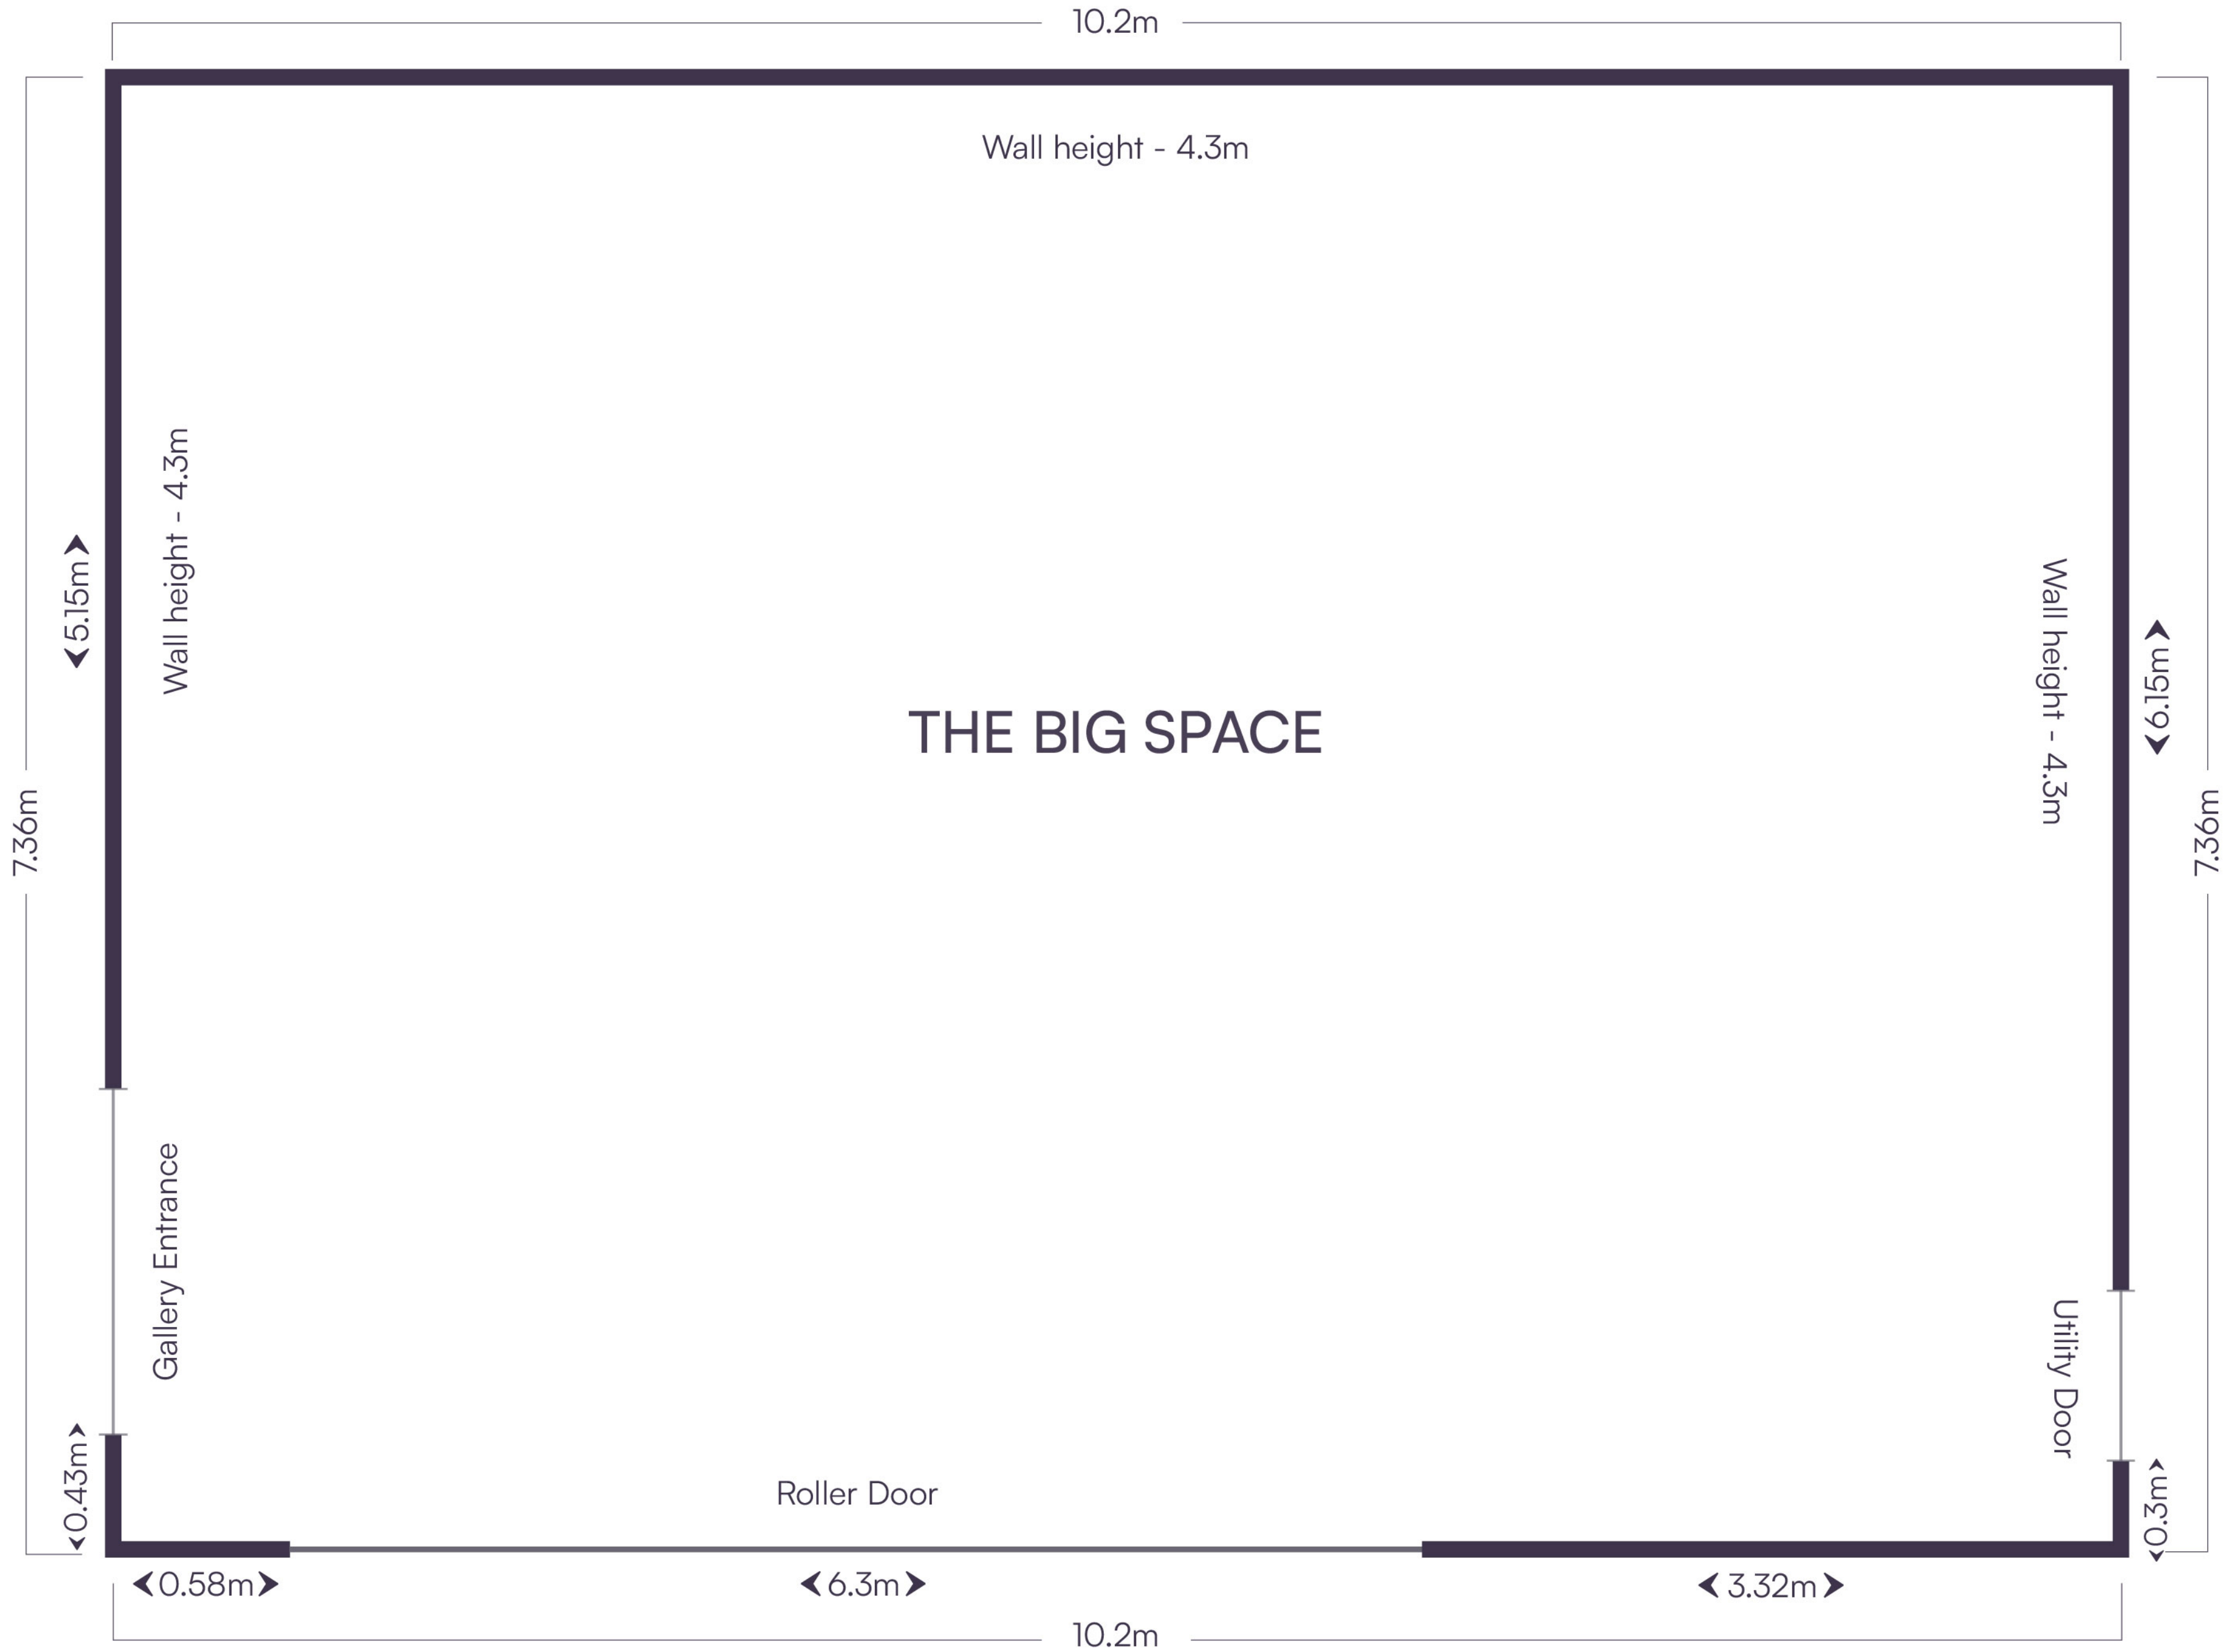 10.2m
Wall height - 4.3m
Wall height - 4.3m
5.15m
7.36m
THE BIG SPACE
Wall height - 4.3m
6.15m
7.36m
Gallery Entrance
Utility Door
0.43m
Roller Door
0.3m
0.58m
6.3m
3.32m
10.2m